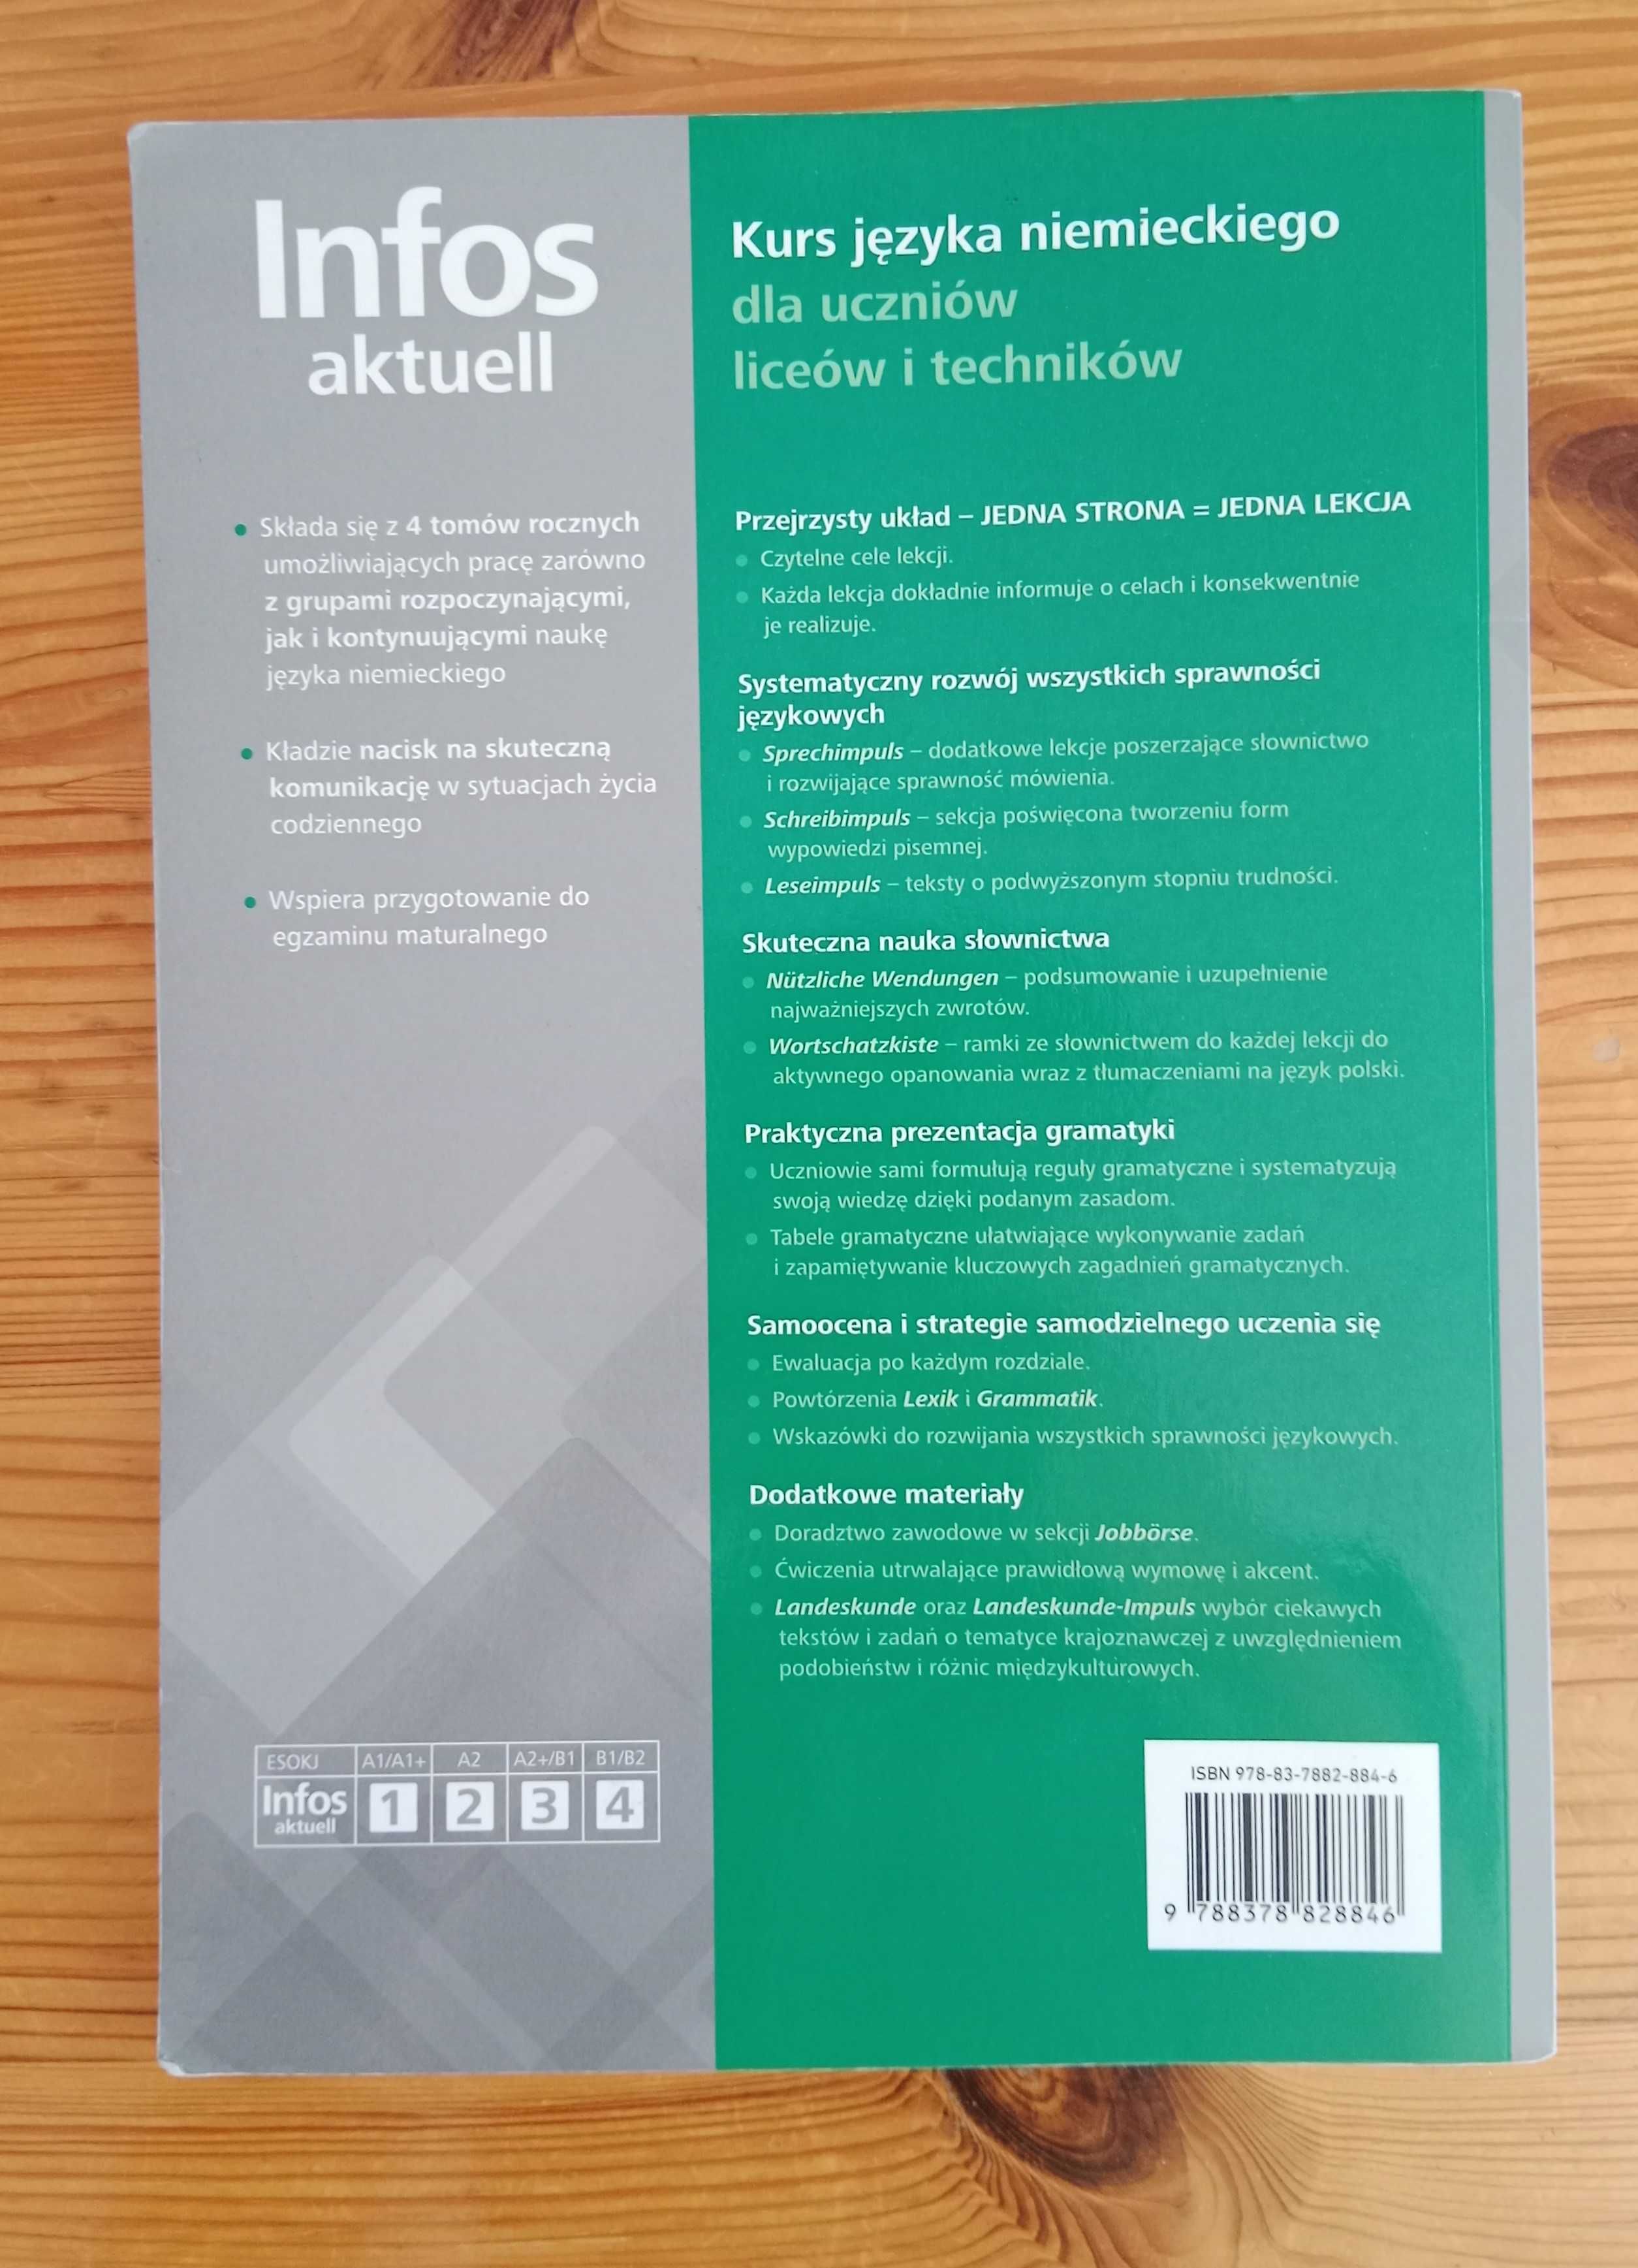 Infos
aktuell
Składa się z 4 tomów rocznych
umożliwiających pracę zarówno
z grupami rozpoczynającymi,
jak i kontynuującymi naukę
języka niemieckiego
Kładzie nacisk na skuteczną
komunikację w sytuacjach życia
codziennego
Wspiera przygotowanie do
egzaminu maturalnego
ESOKJ A1/A1+ A2 A2+/B1 B1/B2
Infos
aktuell
1 2 3 4
Kurs języka niemieckiego
dla uczniów
liceów i techników
Przejrzysty układ – JEDNA STRONA = JEDNA LEKCJA
Czytelne cele lekcji.
Każda lekcja dokładnie informuje o celach i konsekwentnie
je realizuje.
Systematyczny rozwój wszystkich sprawności
językowych
Sprechimpuls – dodatkowe lekcje poszerzające słownictwo
i rozwijające sprawność mówienia.
Schreibimpuls – sekcja poświęcona tworzeniu form
wypowiedzi pisemnej.
Leseimpuls – teksty o podwyższonym stopniu trudności.
Skuteczna nauka słownictwa
Nützliche Wendungen – podsumowanie i uzupełnienie
najważniejszych zwrotów.
Wortschatzkiste – ramki ze słownictwem do każdej lekcji do
aktywnego opanowania wraz z tłumaczeniami na język polski.
Praktyczna prezentacja gramatyki
Uczniowie sami formułują reguły gramatyczne i systematyzują
swoją wiedzę dzięki podanym zasadom.
Tabele gramatyczne ułatwiające wykonywanie zadań
i zapamiętywanie kluczowych zagadnień gramatycznych.
Samoocena i strategie samodzielnego uczenia się
Ewaluacja po każdym rozdziale.
Powtórzenia Lexik i Grammatik.
Wskazówki do rozwijania wszystkich sprawności językowych.
Dodatkowe materiały
Doradztwo zawodowe w sekcji Jobbörse.
Ćwiczenia utrwalające prawidłową wymowę i akcent.
Landeskunde oraz Landeskunde-Impuls wybór ciekawych
tekstów i zadań o tematyce krajoznawczej z uwzględnieniem
podobieństw i różnic międzykulturowych.
ISBN 978-83-7882-884-6
9 788378 828846